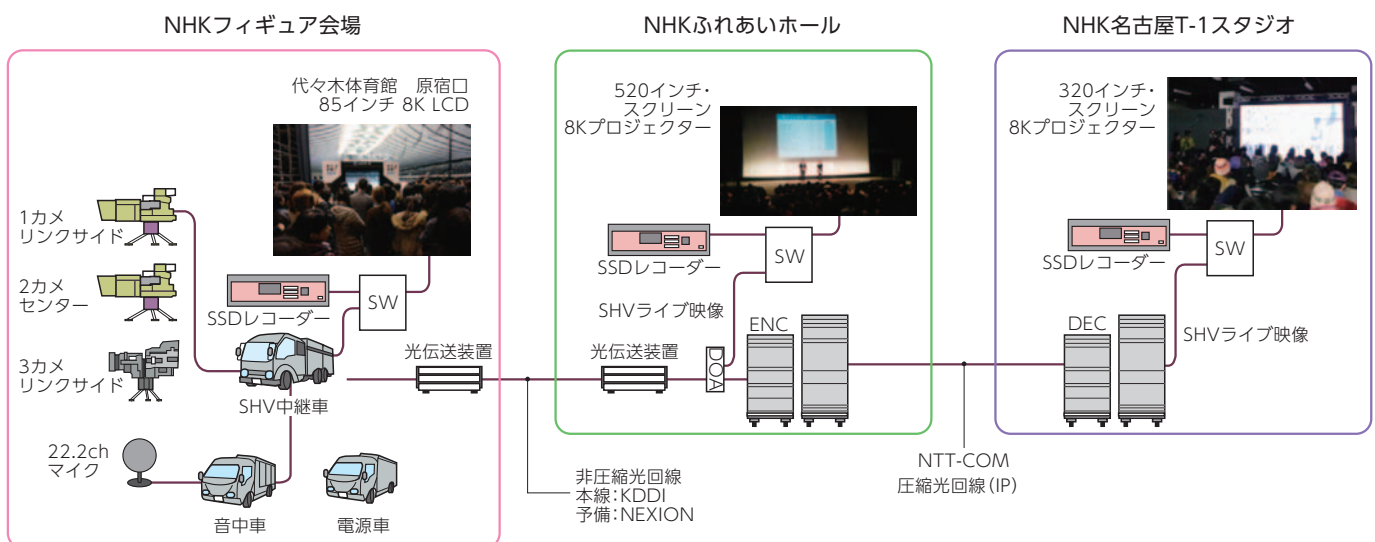 NHKフィギュア会場
代々木体育館　原宿口
85インチ 8K LCD
1カメ
リンクサイド
2カメ
センター
3カメ
リンクサイド
SSDレコーダー
SW
SHV中継車
光伝送装置
22.2ch
マイク
音中車
電源車
非圧縮光回線
本線：KDDI
予備：NEXION
NHKふれあいホール
520インチ・
スクリーン
8Kプロジェクター
SSDレコーダー
SW
SHVライブ映像
光伝送装置
DOA
ENC
NTT-COM
圧縮光回線（IP）
NHK名古屋T-1スタジオ
320インチ・
スクリーン
8Kプロジェクター
SSDレコーダー
SW
DEC
SHVライブ映像